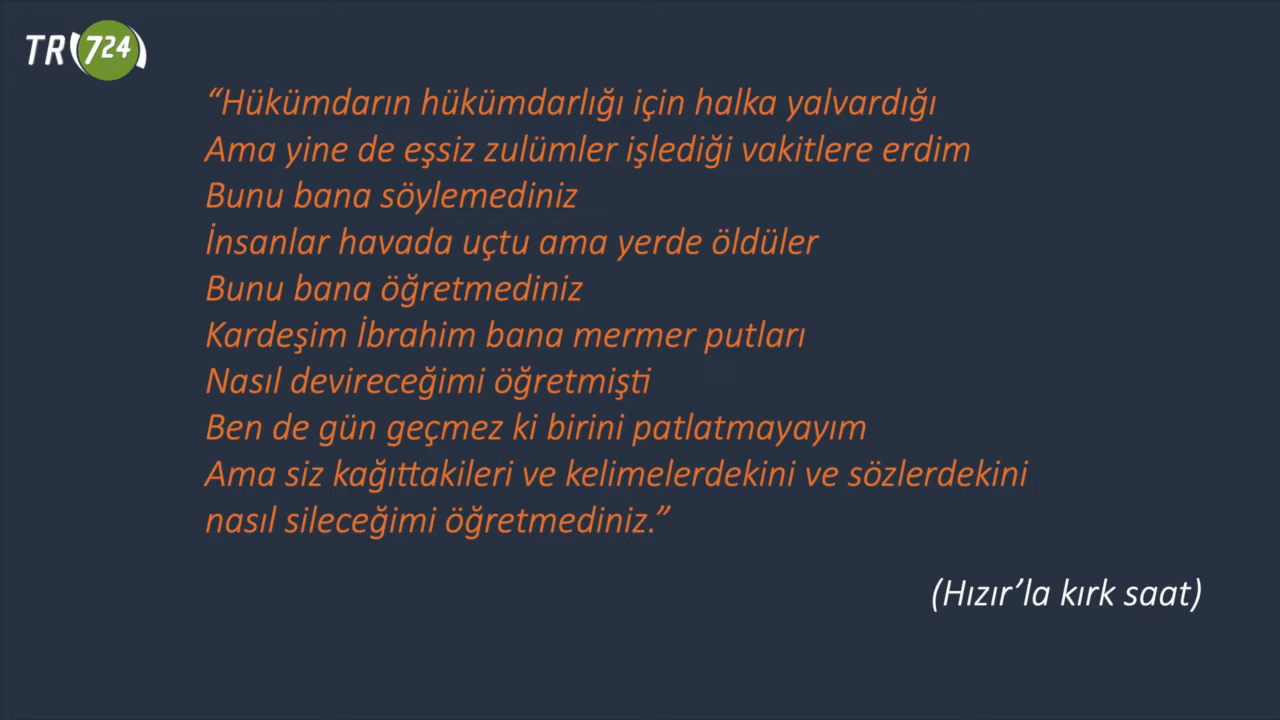 TR724
“Hükümdarın hükümdarlığı için halka yalvardığı
Ama yine de eşsiz zulümler işlediği vakitlere erdim
Bunu bana söylemediniz
İnsanlar havada uçtu ama yerde öldüler
Bunu bana öğretmediniz
Kardeşim İbrahim bana mermer putları
Nasıl devireceğimi öğretmişti
Ben de gün geçmez ki birini patlatmayayım
Ama siz kağıttakileri ve kelimelerdekini ve sözlerdekini
nasıl sileceğimi öğretmediniz.”
(Hızır’la kırk saat)